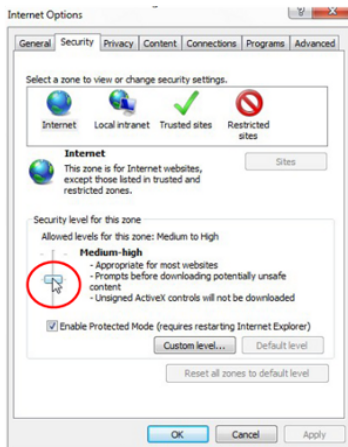 Internet Options
General Security Privacy Content Connections Programs Advanced
Select a zone to view or change security settings.
Internet Local intranet Trusted sites Restricted
sites
Internet
Sites
This zone is for Internet websites,
except those listed in trusted and
restricted zones.
Security level for this zone
Allowed levels for this zone: Medium to High
Medium-high
- Appropriate for most websites
- Prompts before downloading potentially unsafe
content
- Unsigned ActiveX controls will not be downloaded
Enable Protected Mode (requires restarting Internet Explorer)
Custom level... Default level
Reset all zones to default level
OK Cancel Apply